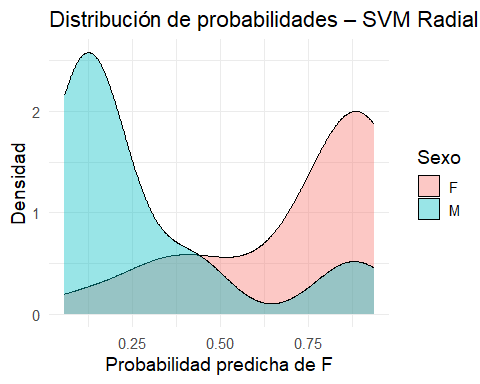 Distribución de probabilidades – SVM Radial
Densidad
2
1
0
0.25 0.50 0.75
Probabilidad predicha de F
Sexo
F
M